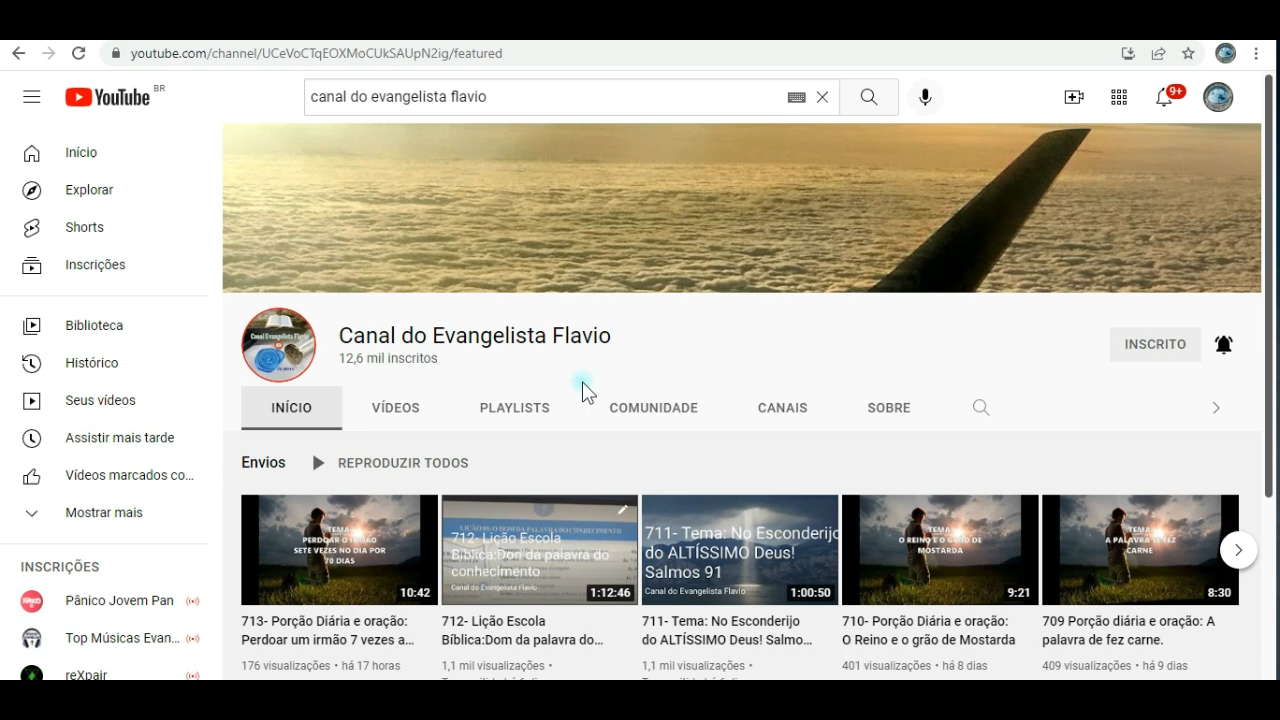 youtube.com/channel/UCeVoCTqEOXMoCUkSAUpN2ig/featured
YouTube BR
canal do evangelista flavio
9+
Início
Explorar
Shorts
Inscrições
Biblioteca
Histórico
Seus vídeos
Assistir mais tarde
Vídeos marcados co...
Mostrar mais
INSCRIÇÕES
Pânico Jovem Pan
Top Músicas Evan...
reXpair
Canal Evangelista Flavio
Canal do Evangelista Flavio
12,6 mil inscritos
INSCRITO
INÍCIO VÍDEOS PLAYLISTS COMUNIDADE CANAIS SOBRE
Envios REPRODUZIR TODOS
TEMA
PERDOAR O IRMÃO
SETE VEZES NO DIA POR
70 DIAS
10:42
713- Porção Diária e oração:
Perdoar um irmão 7 vezes a...
176 visualizações • há 17 horas
712- Lição Escola
Bíblica:Don da palavra do
conhecimento
Canal do Evangelista Flavio
1:12:46
712- Lição Escola
Bíblica:Dom da palavra do...
1,1 mil visualizações •
711- Tema: No Esconderijo
do ALTÍSSIMO Deus!
Salmos 91
Canal do Evangelista Flavio
1:00:50
711- Tema: No Esconderijo
do ALTÍSSIMO Deus! Salmo...
1,1 mil visualizações •
TEMA
O REINO E O GRÃO DE
MOSTARDA
9:21
710- Porção Diária e oração:
O Reino e o grão de Mostarda
401 visualizações • há 8 dias
TEMA
A PALAVRA TE FEZ
CARNE
8:30
709 Porção diária e oração: A
palavra de fez carne.
409 visualizações • há 9 dias